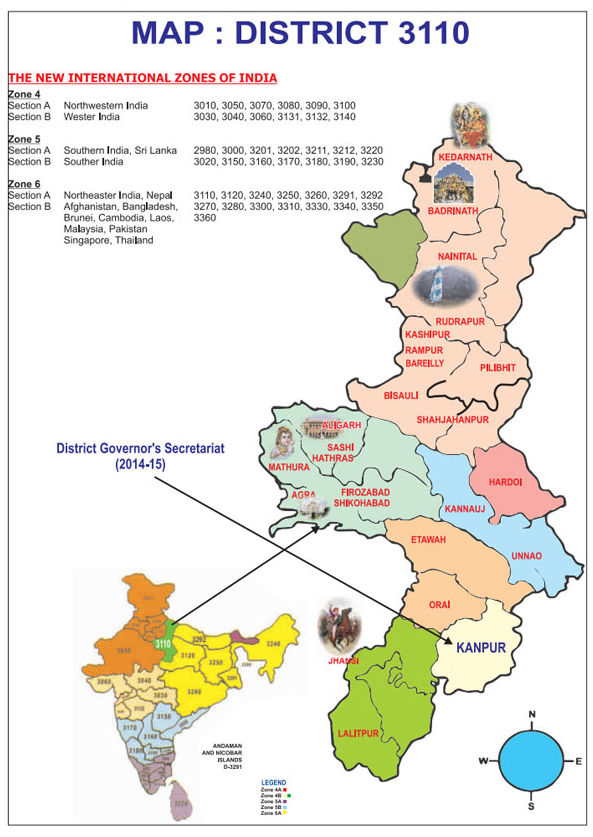 MAP : DISTRICT 3110
THE NEW INTERNATIONAL ZONES OF INDIA
Zone 4
Section A Northwestern India 3010, 3050, 3070, 3080, 3090, 3100
Section B Wester India 3030, 3040, 3060, 3131, 3132, 3140
Zone 5
Section A Southern India, Sri Lanka 2980, 3000, 3201, 3202, 3211, 3212, 3220
Section B Souther India 3020, 3150, 3160, 3170, 3180, 3190, 3230
Zone 6
Section A Northeaster India, Nepal 3110, 3120, 3240, 3250, 3260, 3291, 3292
Section B Afghanistan, Bangladesh, 3270, 3280, 3300, 3310, 3330, 3340, 3350
Brunei, Cambodia, Laos, 3360
Malaysia, Pakistan
Singapore, Thailand
KEDARNATH
BADRINATH
NAINITAL
RUDRAPUR
KASHIPUR
RAMPUR
BAREILLY
PILIBHIT
BISAULI
SHAHJAHANPUR
ALIGARH
SASHI
HATHRAS
MATHURA
AGRA
FIROZABAD
SHIKOHABAD
HARDOI
KANNAUJ
ETAWAH
UNNAO
ORAI
KANPUR
JHANSI
LALITPUR
District Governor's Secretariat
(2014-15)
3110
3292
3240
3120
3250
3040
3060
3030
3150
3170
3160
3180
ANDAMAN
AND NICOBAR
ISLANDS
D-3291
LEGEND
Zone 4A
Zone 4B
Zone 5A
Zone 5B
Zone 6A
N
W
E
S